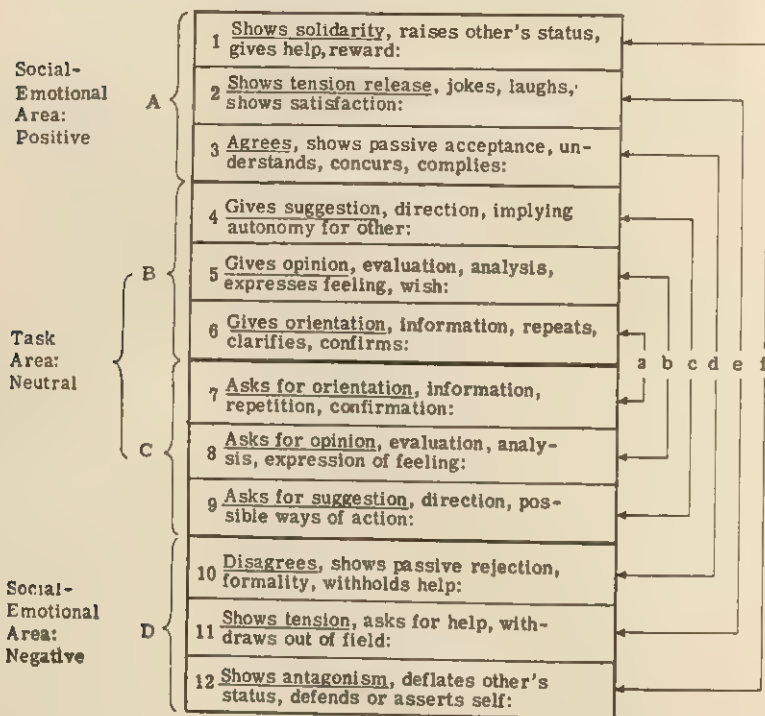 Social-
Emotional
Area:
Positive
A
1 Shows solidarity, raises other's status,
gives help, reward:
2 Shows tension release, jokes, laughs,
shows satisfaction:
3 Agrees, shows passive acceptance, un-
derstands, concurs, complies:
Task
Area:
Neutral
B
4 Gives suggestion, direction, implying
autonomy for other:
5 Gives opinion, evaluation, analysis,
expresses feeling, wish:
6 Gives orientation, information, repeats,
clarifies, confirms:
C
7 Asks for orientation, information,
repetition, confirmation:
8 Asks for opinion, evaluation, analy-
sis, expression of feeling:
9 Asks for suggestion, direction, pos-
sible ways of action:
Social-
Emotional
Area:
Negative
D
10 Disagrees, shows passive rejection,
formality, withholds help:
11 Shows tension, asks for help, with-
draws out of field:
12 Shows antagonism, deflates other's
status, defends or asserts self:
a b c d e f